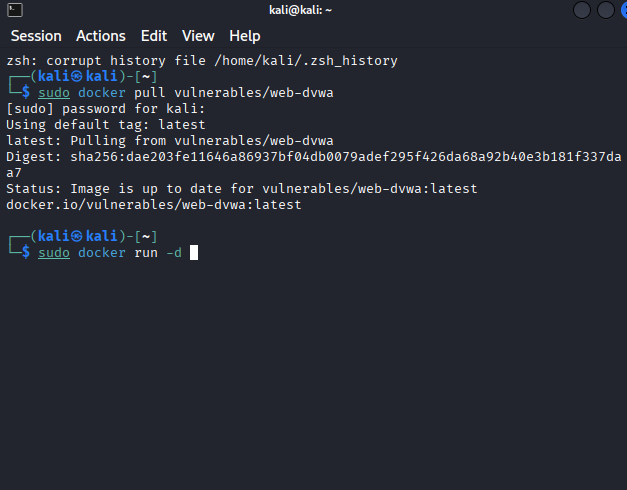 kali@kali: ~
Session Actions Edit View Help
zsh: corrupt history file /home/kali/.zsh_history
┌──(kali㉿kali)-[~]
└─$ sudo docker pull vulnerables/web-dvwa
[sudo] password for kali:
Using default tag: latest
latest: Pulling from vulnerables/web-dvwa
Digest: sha256:dae203fe11646a86937bf04db0079adef295f426da68a92b40e3b181f337da
a7
Status: Image is up to date for vulnerables/web-dvwa:latest
docker.io/vulnerables/web-dvwa:latest
┌──(kali㉿kali)-[~]
└─$ sudo docker run -d